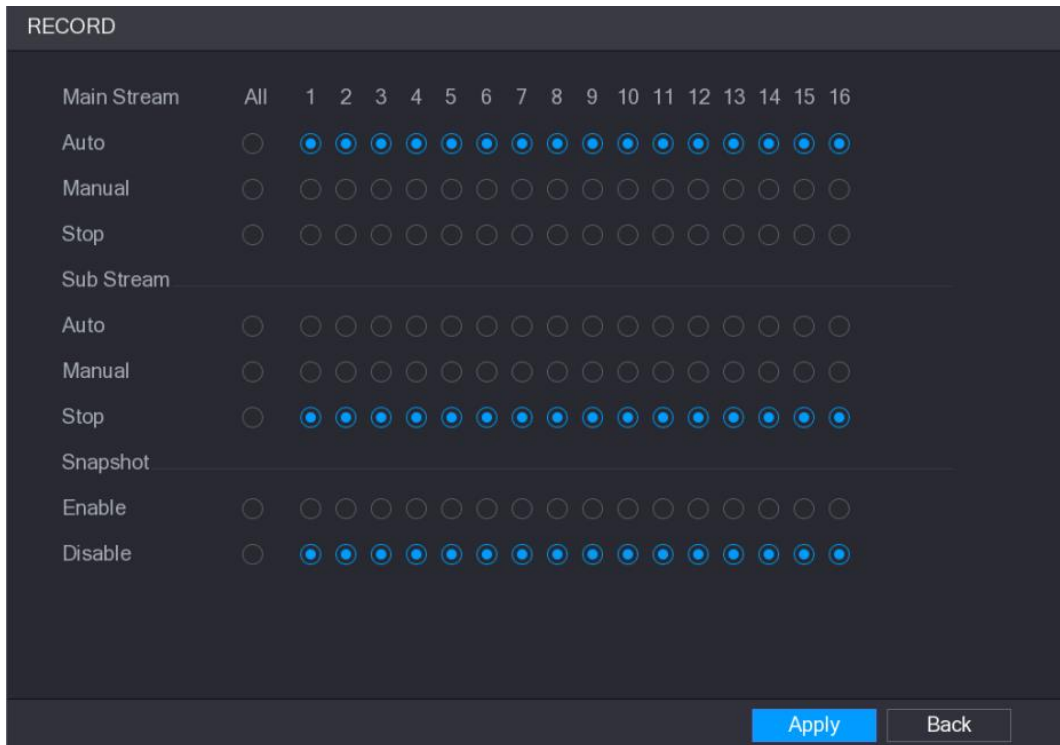 RECORD
Main Stream All 1 2 3 4 5 6 7 8 9 10 11 12 13 14 15 16
Auto
Manual
Stop
Sub Stream
Auto
Manual
Stop
Snapshot
Enable
Disable
Apply Back